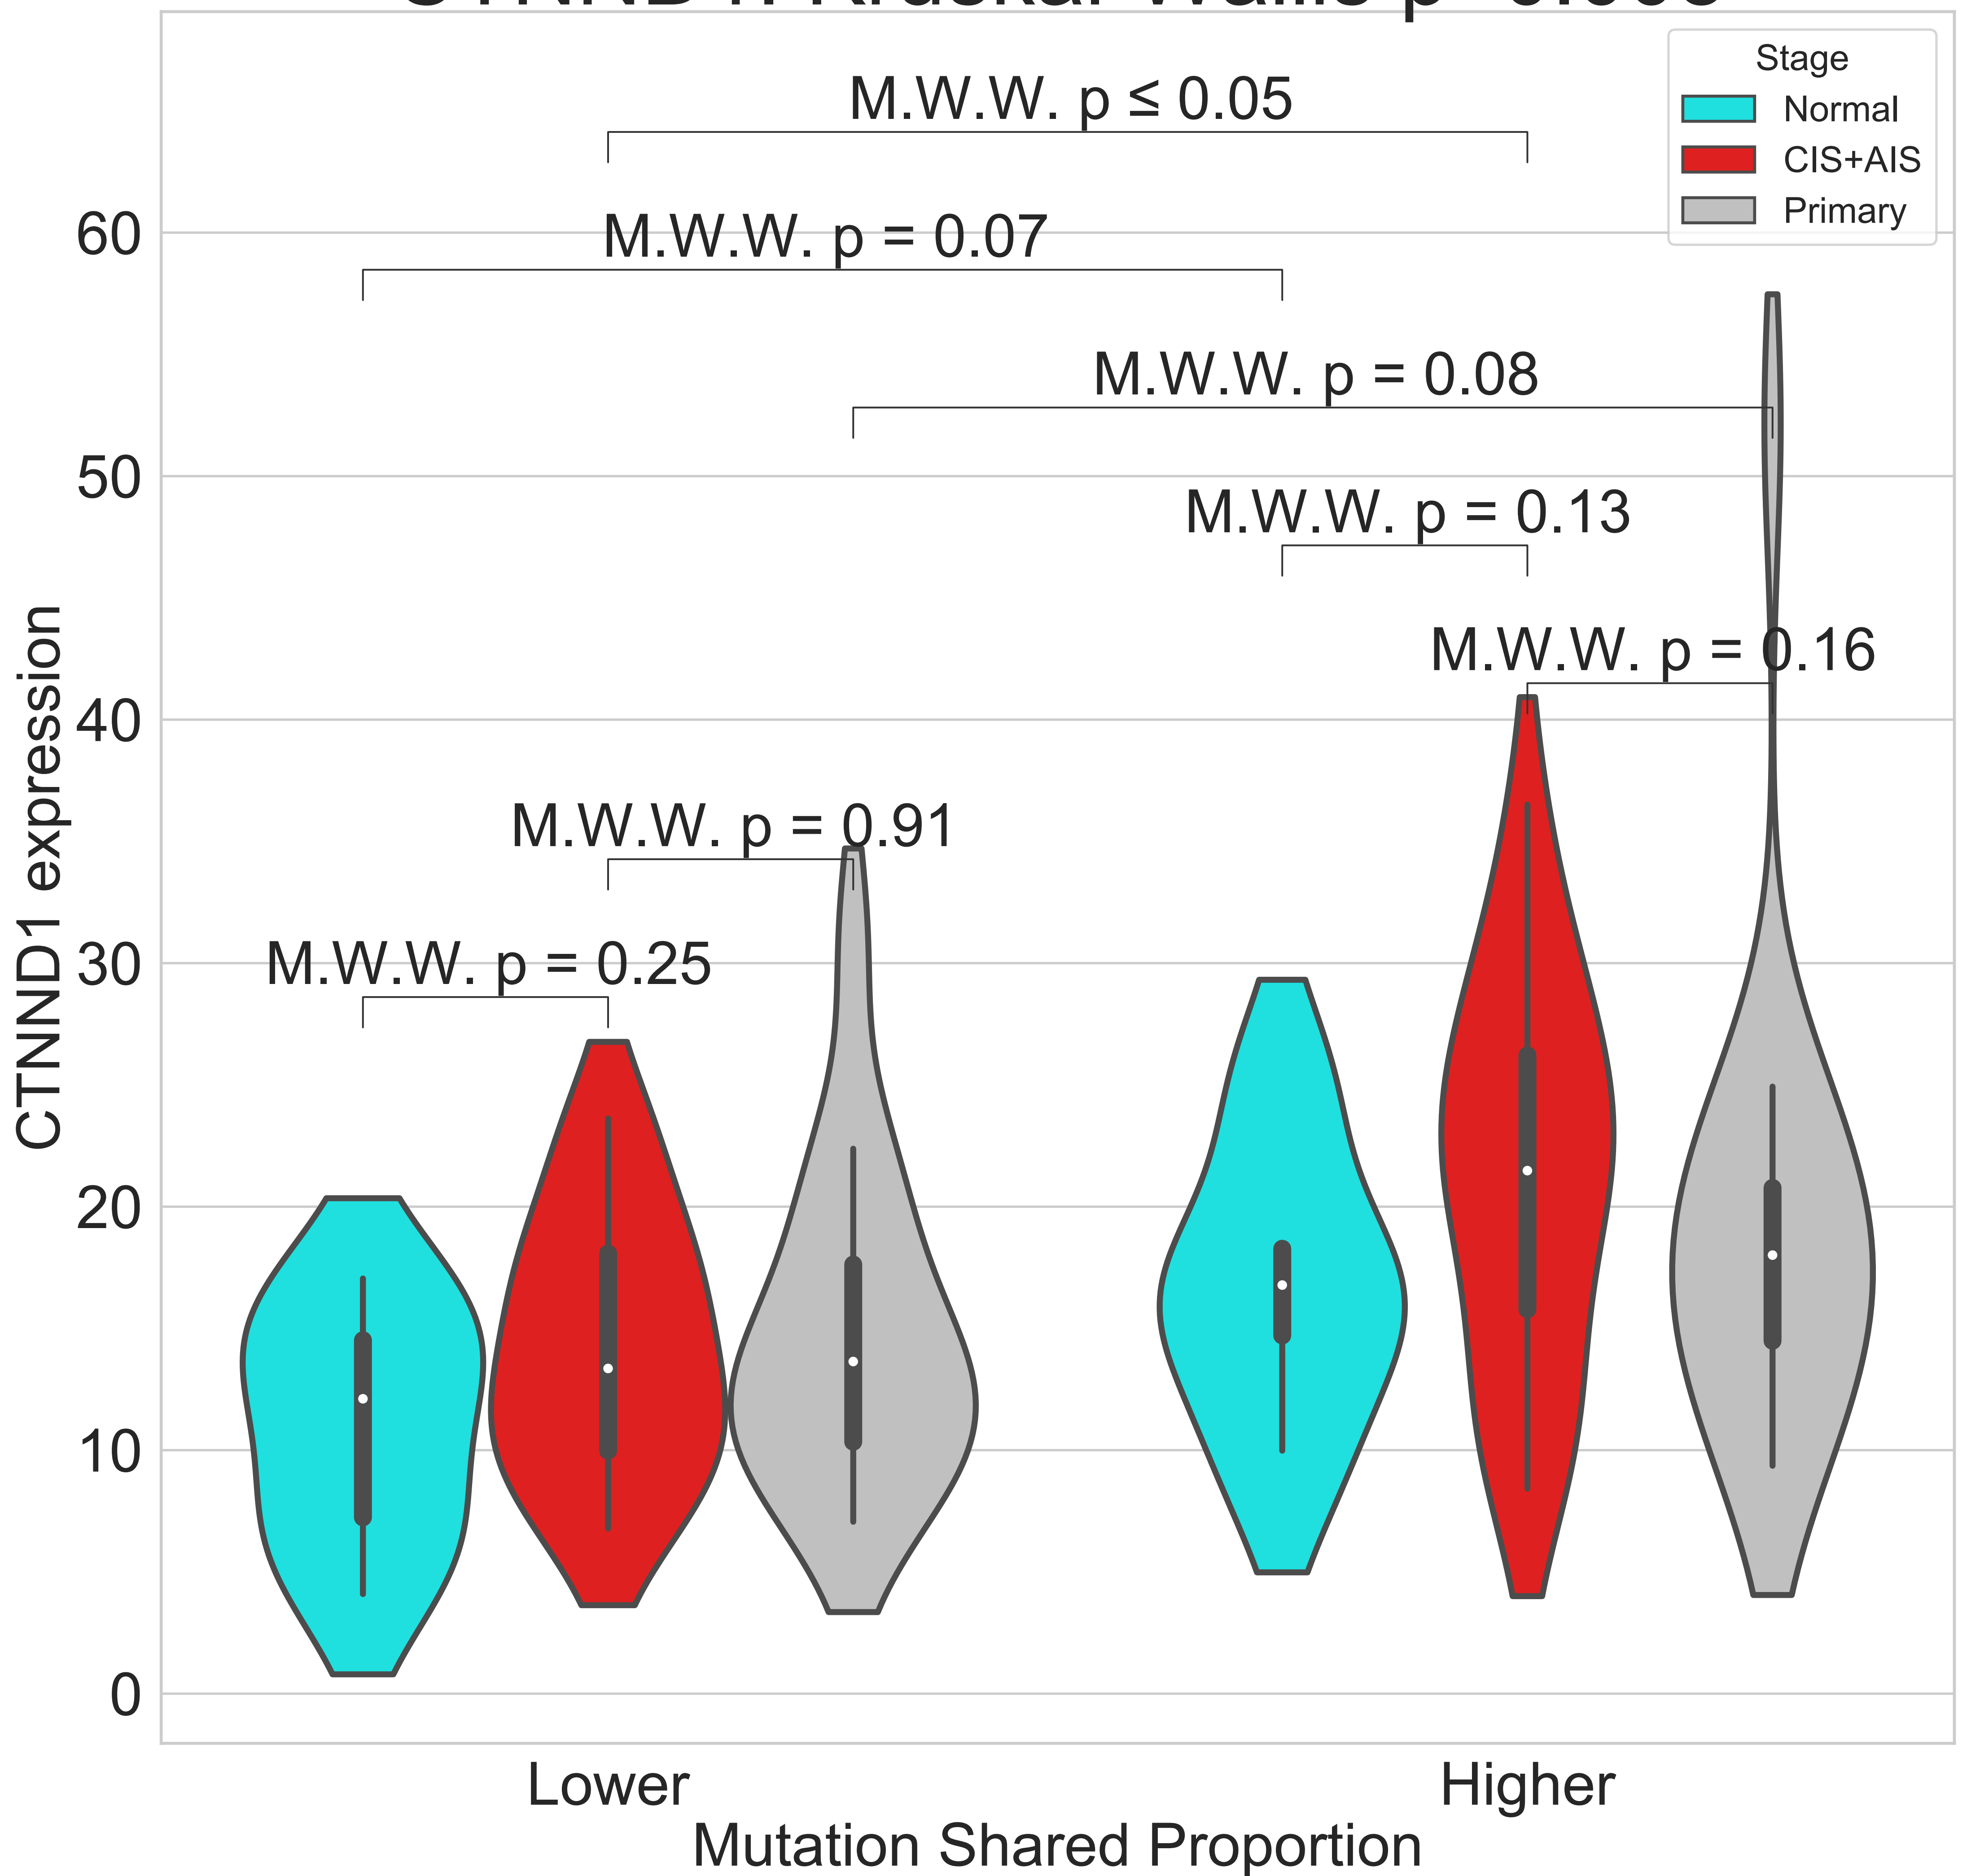 Stage
Normal
CIS+AIS
Primary
M.W.W. p ≤ 0.05
M.W.W. p = 0.07
M.W.W. p = 0.08
M.W.W. p = 0.13
M.W.W. p = 0.16
M.W.W. p = 0.91
M.W.W. p = 0.25
60
50
40
30
20
10
0
CTNND1 expression
Lower
Higher
Mutation Shared Proportion